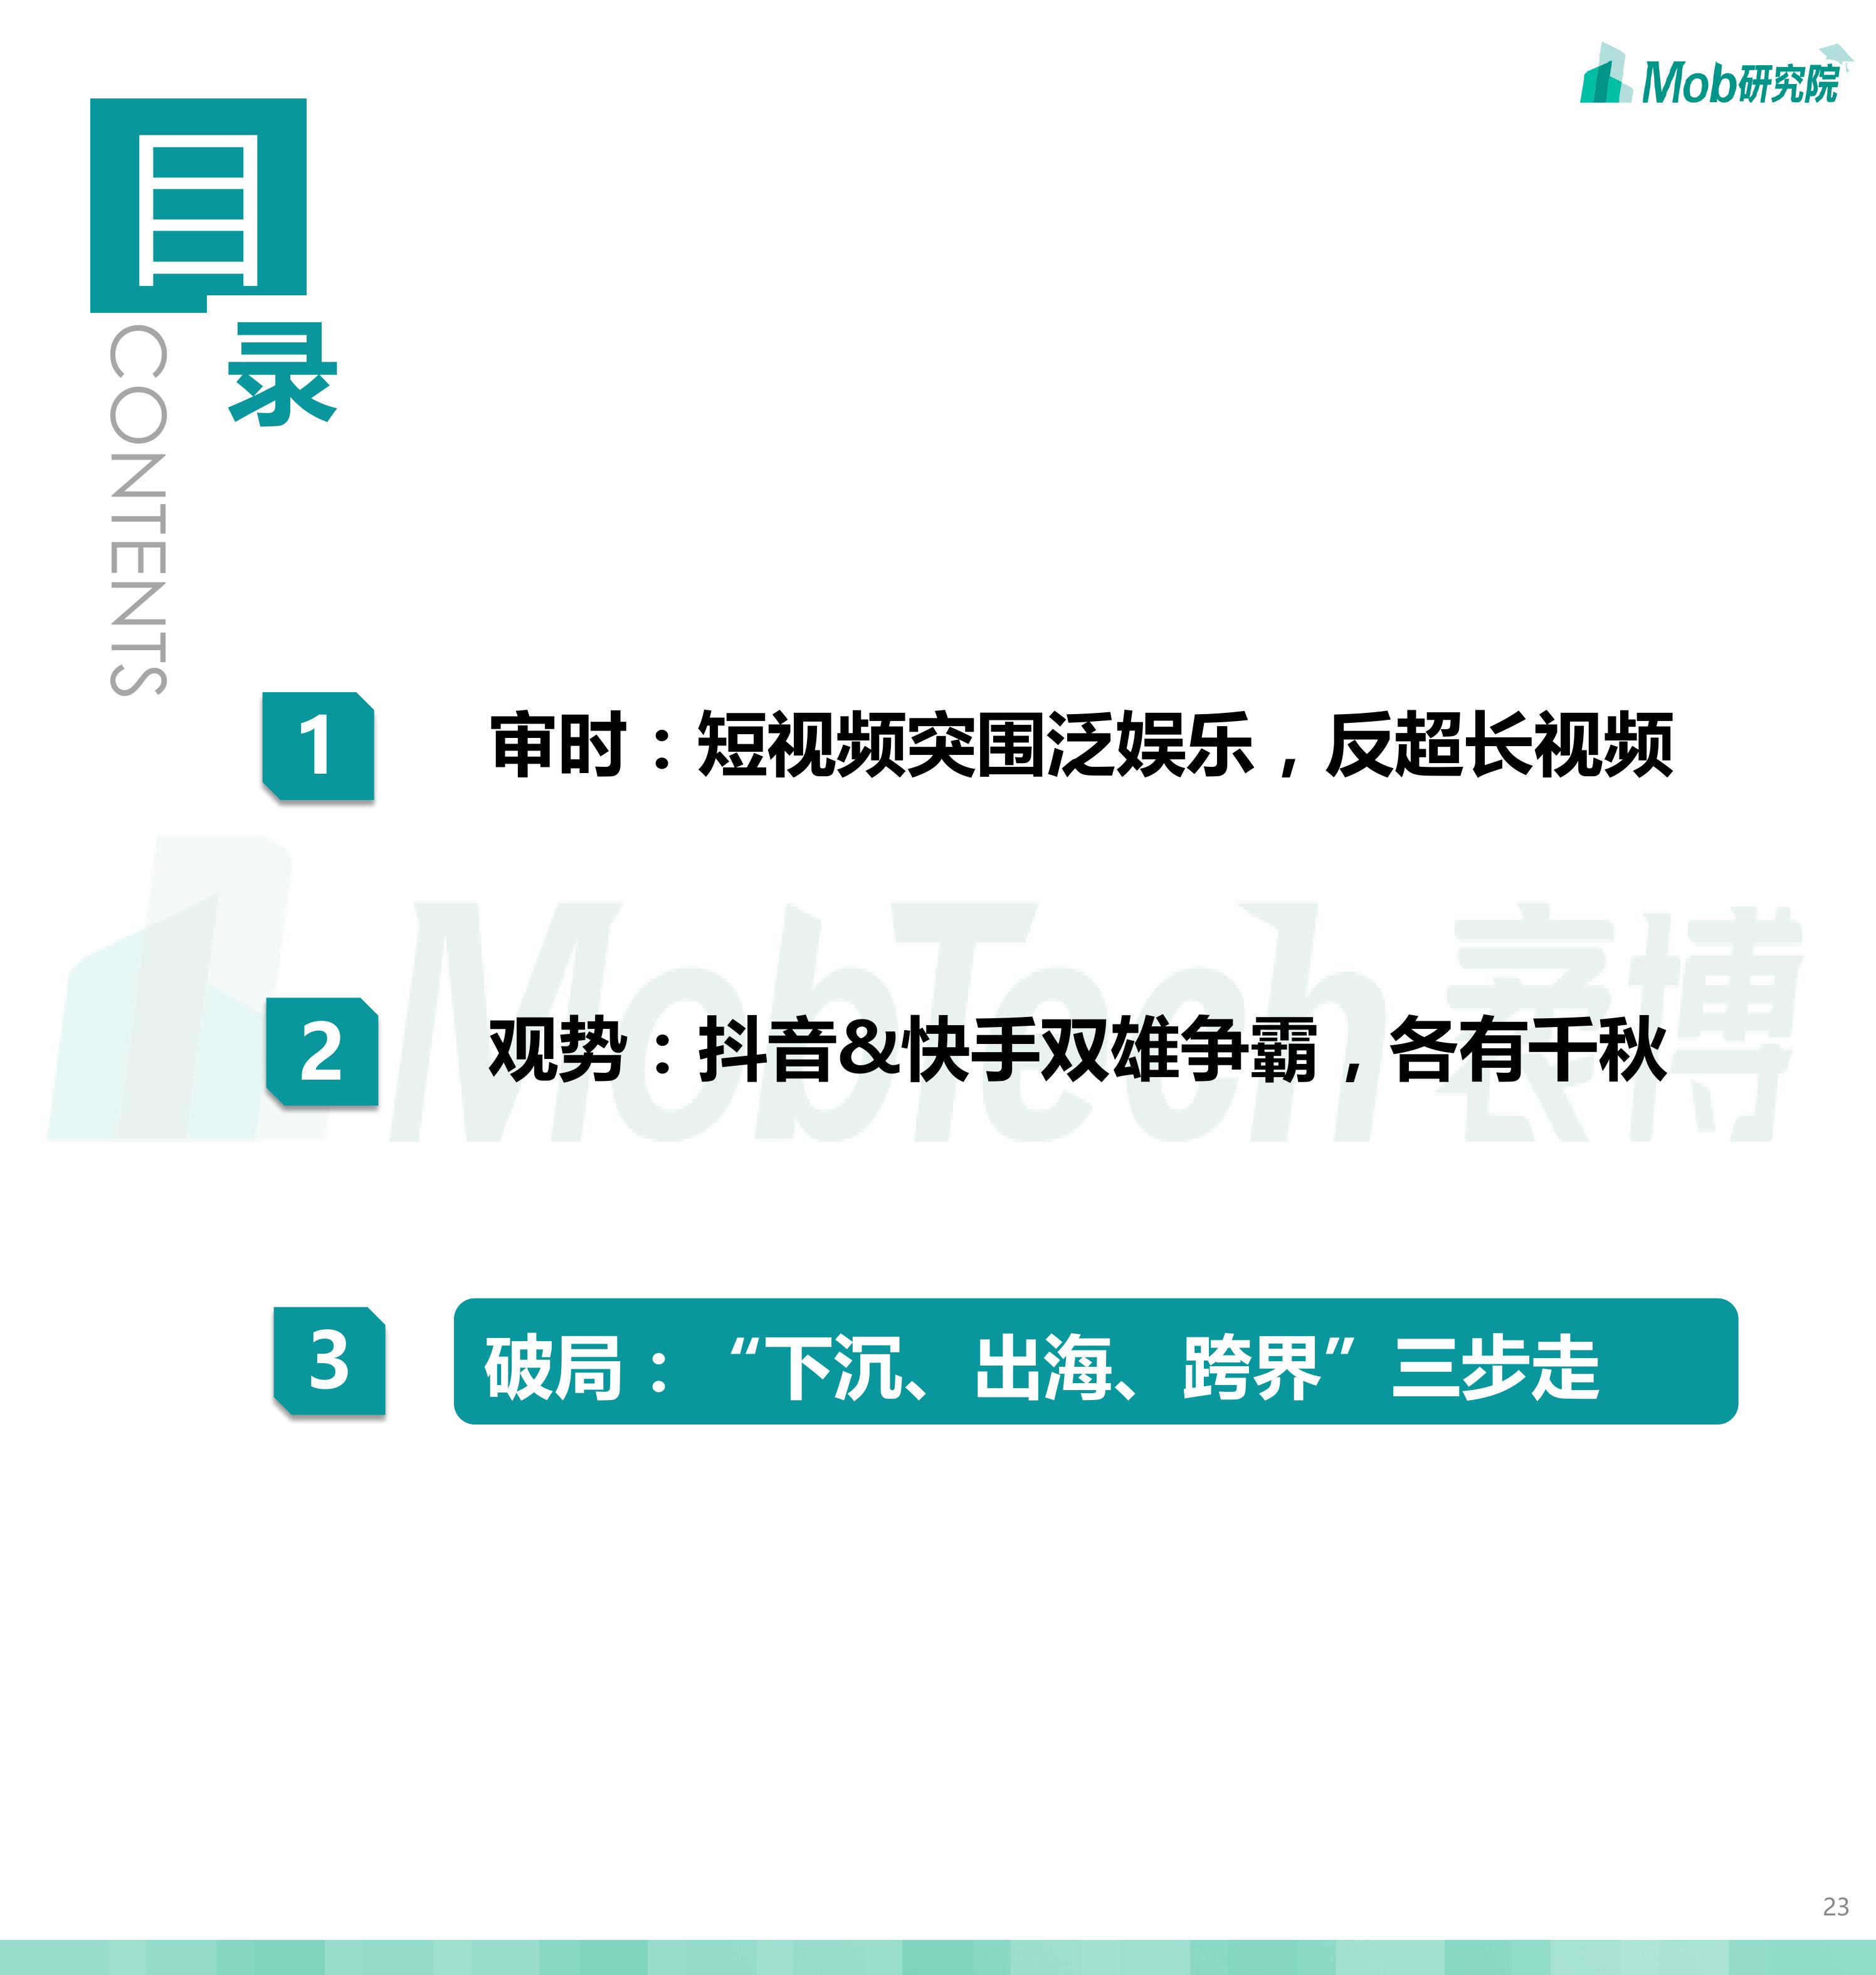 Mob研究院
目
录
CONTENTS
1 审时：短视频突围泛娱乐，反超长视频
MobTech袤博
2 观势：抖音&快手双雄争霸，各有千秋
3 破局：“下沉、出海、跨界”三步走
23